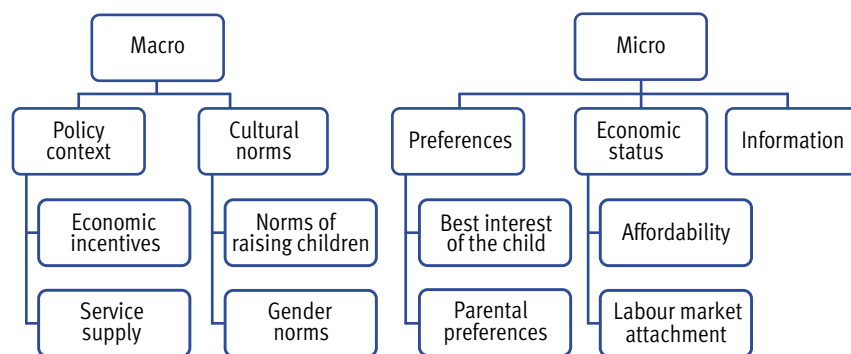 Macro
Micro
Policy
context
Cultural
norms
Preferences
Economic
status
Information
Economic
incentives
Norms of
raising children
Best interest
of the child
Affordability
Service
supply
Gender
norms
Parental
preferences
Labour market
attachment